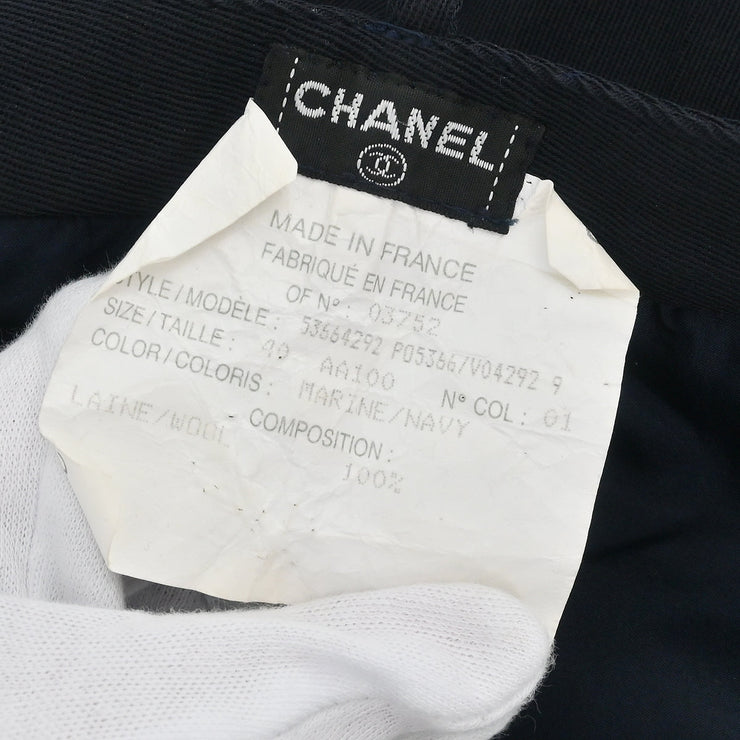 CHANEL
MADE IN FRANCE
FABRIQUÉ EN FRANCE
OF N°: 03752
STYLE/MODÈLE: 53664292 P05366/V04292 9
SIZE/TAILLE: 40 AA100 N° COL: 01
COLOR/COLORIS: MARINE/NAVY
COMPOSITION:
LAINE/WOOL 100%